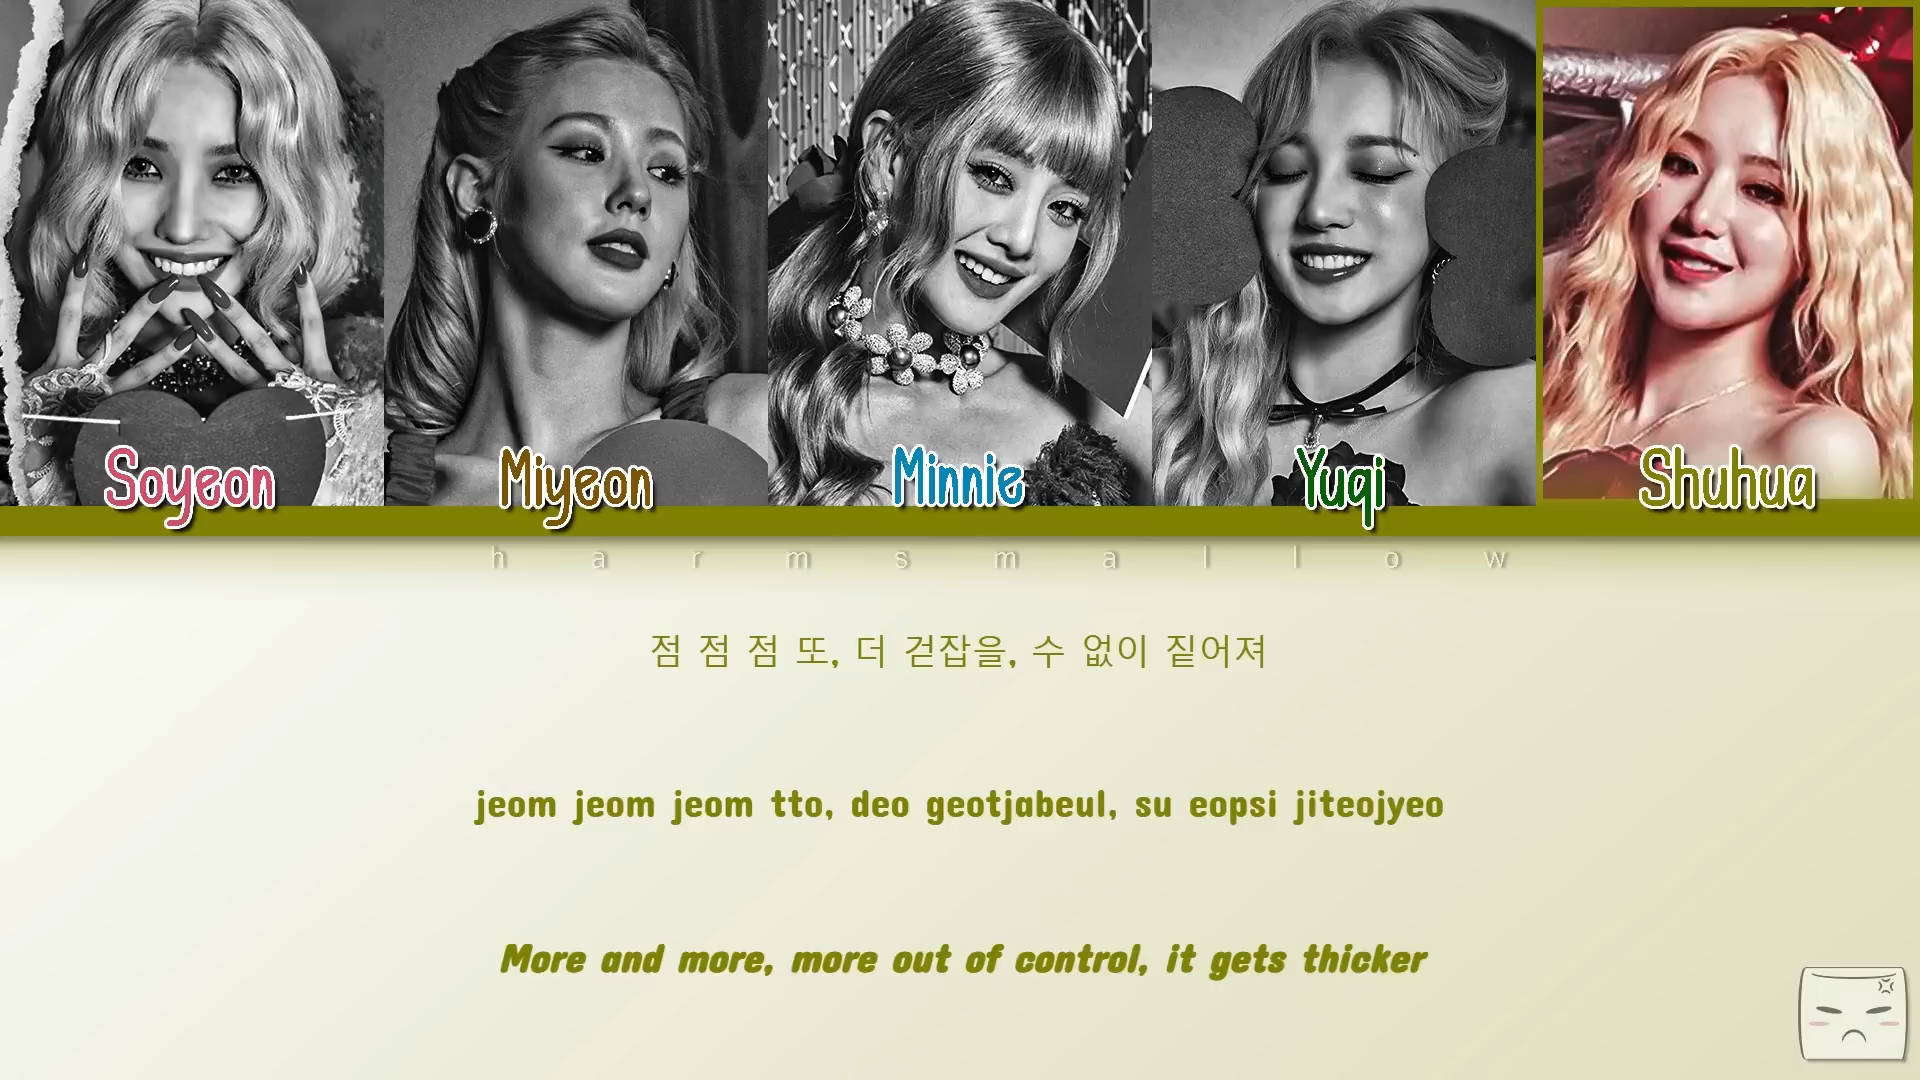 Soyeon
Miyeon
Minnie
Yuqi
Shuhua
harmsmallow
점 점 점 또, 더 걷잡을, 수 없이 짙어져
jeom jeom jeom tto, deo geotjabeul, su eopsi jiteojyeo
More and more, more out of control, it gets thicker